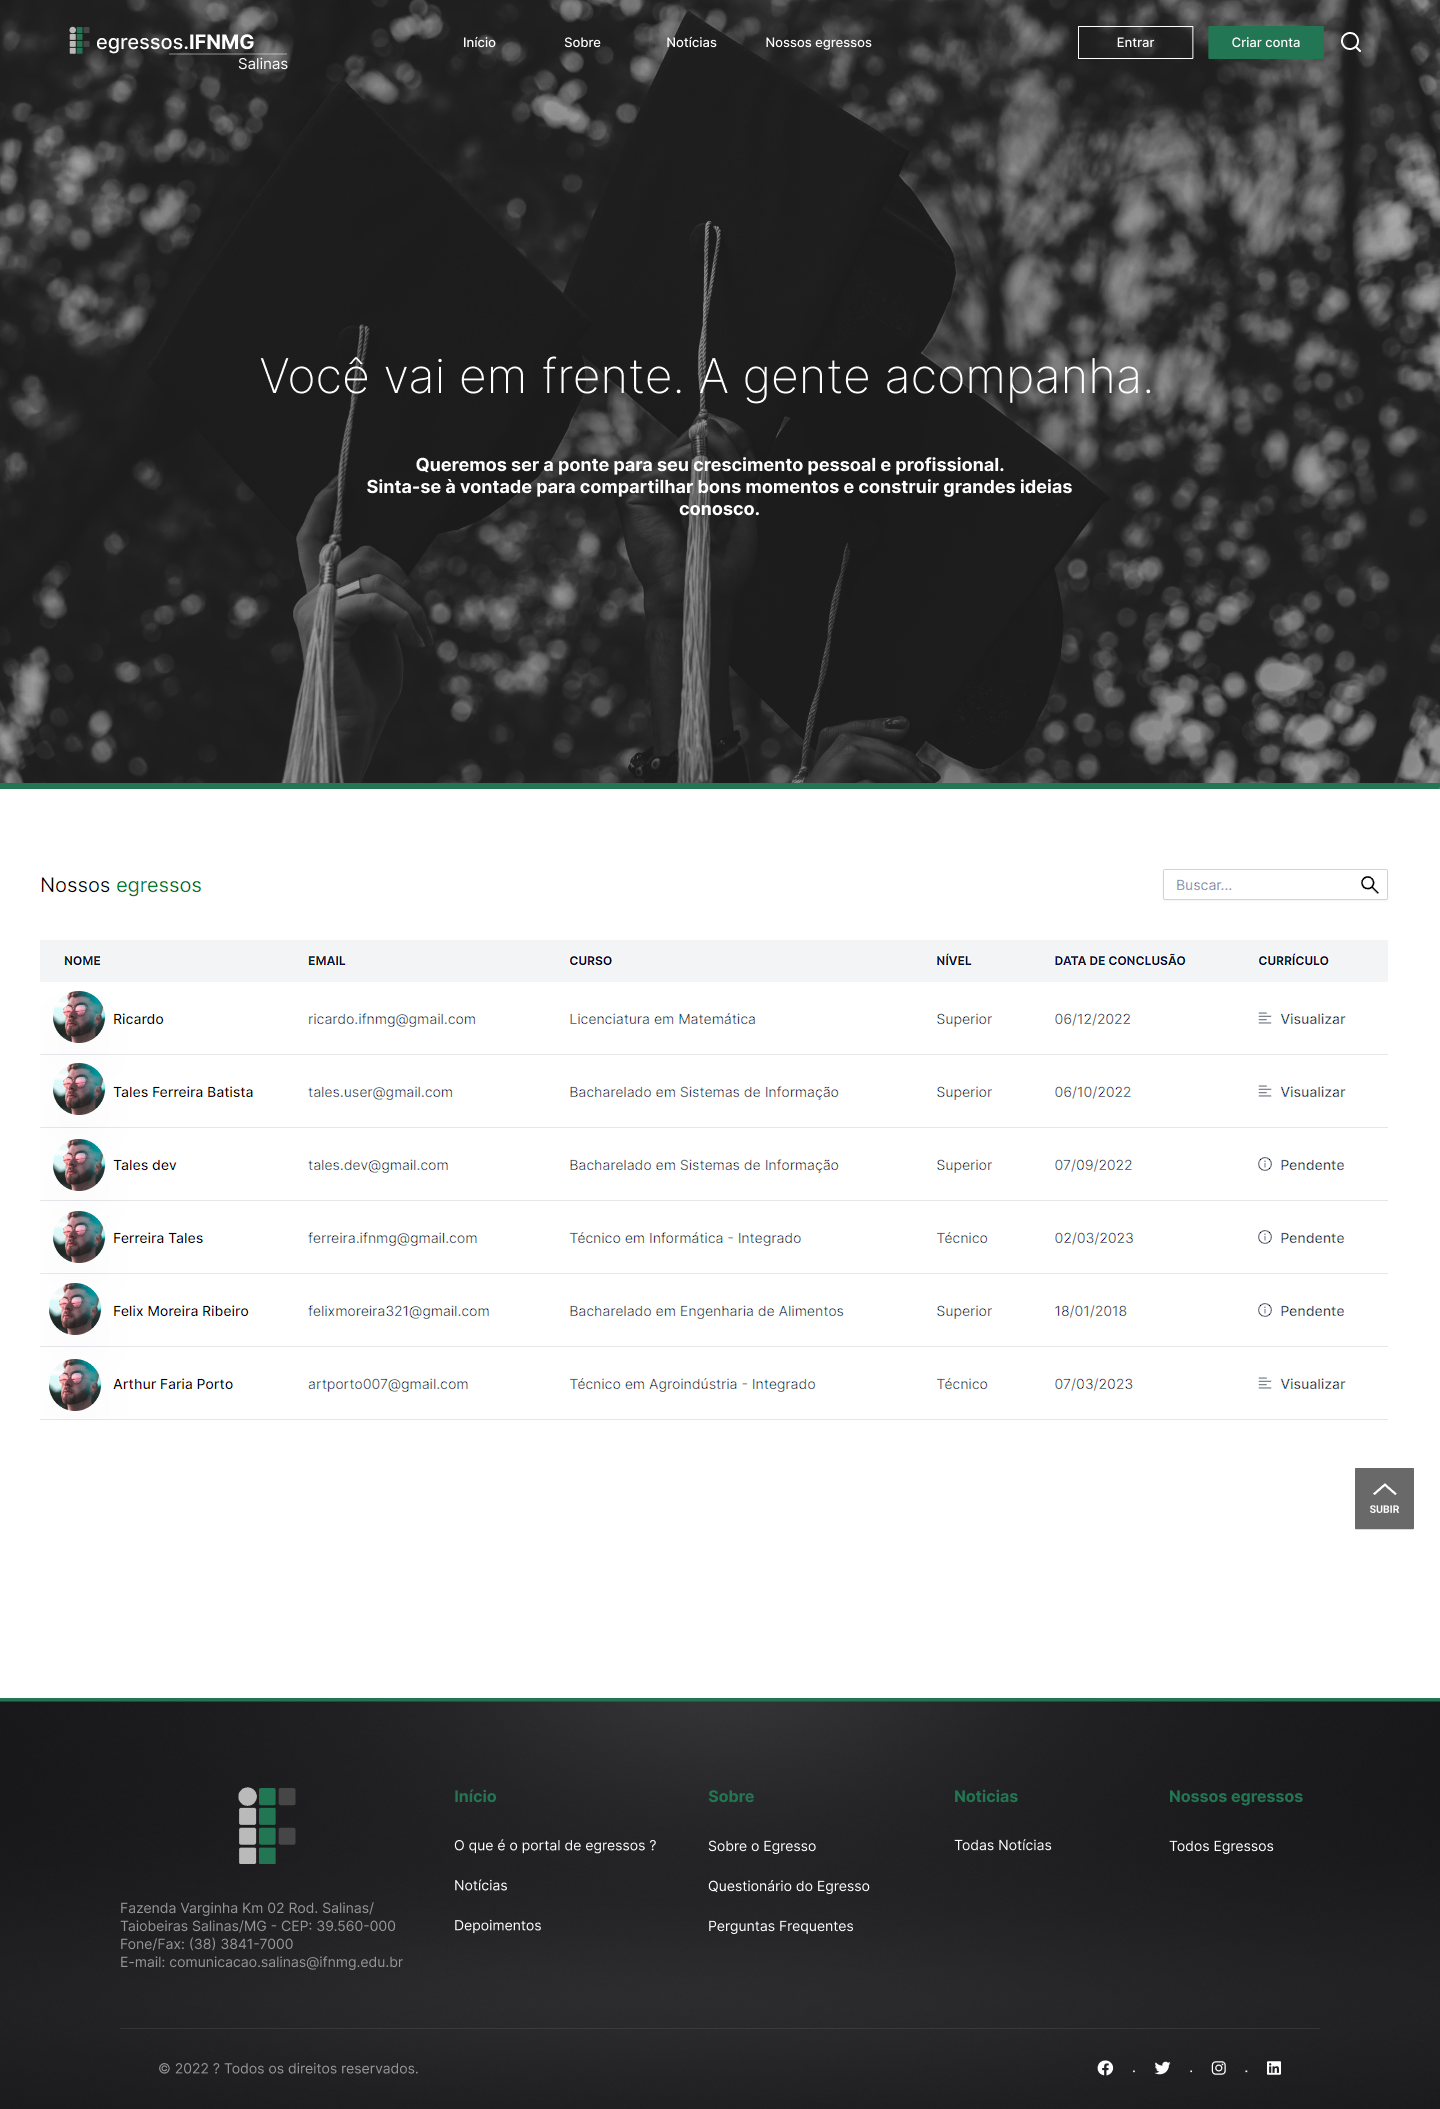 egressos.IFNMG
Salinas
Início
Sobre
Notícias
Nossos egressos
Entrar
Criar conta
Você vai em frente. A gente acompanha.
Queremos ser a ponte para seu crescimento pessoal e profissional.
Sinta-se à vontade para compartilhar bons momentos e construir grandes ideias
conosco.
Nossos egressos
Buscar...
NOME EMAIL CURSO NÍVEL DATA DE CONCLUSÃO CURRÍCULO
Ricardo ricardo.ifnmg@gmail.com Licenciatura em Matemática Superior 06/12/2022 Visualizar
Tales Ferreira Batista tales.user@gmail.com Bacharelado em Sistemas de Informação Superior 06/10/2022 Visualizar
Tales dev tales.dev@gmail.com Bacharelado em Sistemas de Informação Superior 07/09/2022 Pendente
Ferreira Tales ferreira.ifnmg@gmail.com Técnico em Informática - Integrado Técnico 02/03/2023 Pendente
Felix Moreira Ribeiro felixmoreira321@gmail.com Bacharelado em Engenharia de Alimentos Superior 18/01/2018 Pendente
Arthur Faria Porto artporto007@gmail.com Técnico em Agroindústria - Integrado Técnico 07/03/2023 Visualizar
SUBIR
Fazenda Varginha Km 02 Rod. Salinas/
Taiobeiras Salinas/MG - CEP: 39.560-000
Fone/Fax: (38) 3841-7000
E-mail: comunicacao.salinas@ifnmg.edu.br
Início
O que é o portal de egressos ?
Notícias
Depoimentos
Sobre
Sobre o Egresso
Questionário do Egresso
Perguntas Frequentes
Noticias
Todas Notícias
Nossos egressos
Todos Egressos
© 2022 ? Todos os direitos reservados.